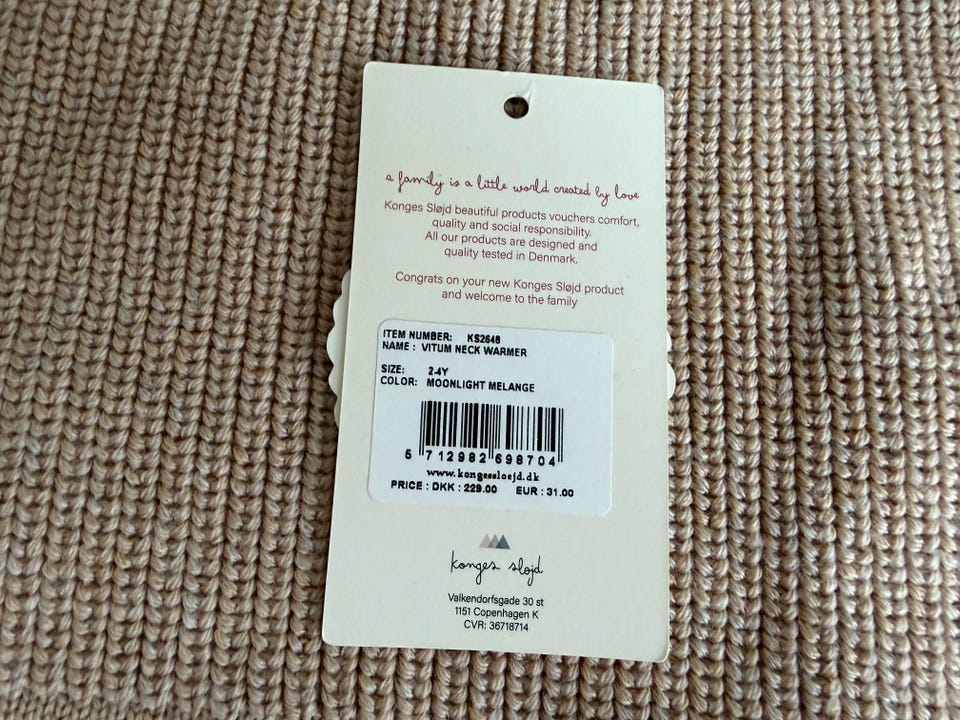 a family is a little world created by love
Konges Sløjd beautiful products vouchers comfort,
quality and social responsibility.
All our products are designed and
quality tested in Denmark.
Congrats on your new Konges Sløjd product
and welcome to the family
ITEM NUMBER: KS2648
NAME : VITUM NECK WARMER
SIZE: 2-4Y
COLOR: MOONLIGHT MELANGE
5 712982 698704
www.kongessloejd.dk
PRICE : DKK : 229.00 EUR : 31.00
konges sløjd
Valkendorfsgade 30 st
1151 Copenhagen K
CVR: 36718714